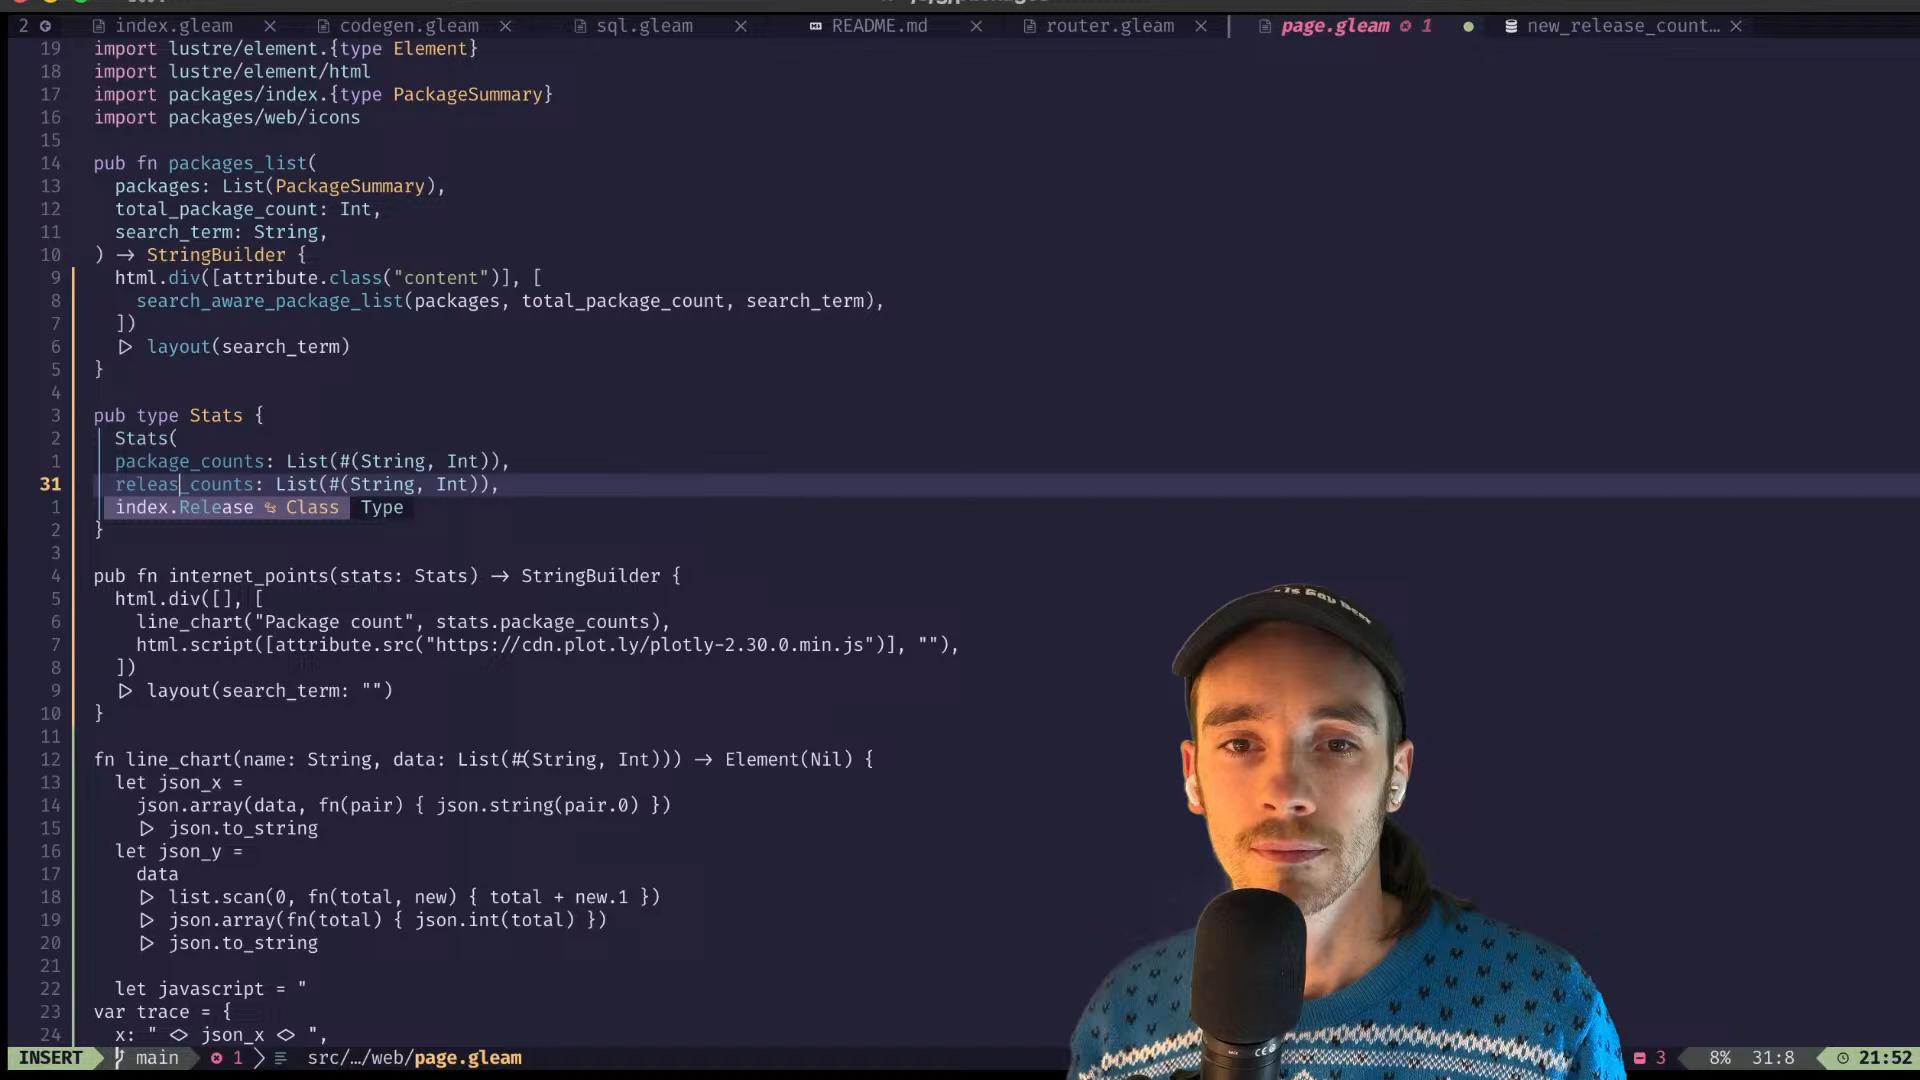 2 index.gleam codegen.gleam sql.gleam README.md router.gleam page.gleam 1 new_release_count…
19 import lustre/element.{type Element}
18 import lustre/element/html
17 import packages/index.{type PackageSummary}
16 import packages/web/icons
15
14 pub fn packages_list(
13 packages: List(PackageSummary),
12 total_package_count: Int,
11 search_term: String,
10 ) -> StringBuilder {
9 html.div([attribute.class("content")], [
8 search_aware_package_list(packages, total_package_count, search_term),
7 ])
6 |> layout(search_term)
5 }
4
3 pub type Stats {
2 Stats(
1 package_counts: List(#(String, Int)),
31 releas_counts: List(#(String, Int)),
1 index.Release Class Type
2 }
3
4 pub fn internet_points(stats: Stats) -> StringBuilder {
5 html.div([], [
6 line_chart("Package count", stats.package_counts),
7 html.script([attribute.src("https://cdn.plot.ly/plotly-2.30.0.min.js")], ""),
8 ])
9 |> layout(search_term: "")
10 }
11
12 fn line_chart(name: String, data: List(#(String, Int))) -> Element(Nil) {
13 let json_x =
14 json.array(data, fn(pair) { json.string(pair.0) })
15 |> json.to_string
16 let json_y =
17 data
18 |> list.scan(0, fn(total, new) { total + new.1 })
19 |> json.array(fn(total) { json.int(total) })
20 |> json.to_string
21
22 let javascript = "
23 var trace = {
24 x: " <> json_x <> ",
INSERT main 1 src/…/web/page.gleam 3 8% 31:8 21:52